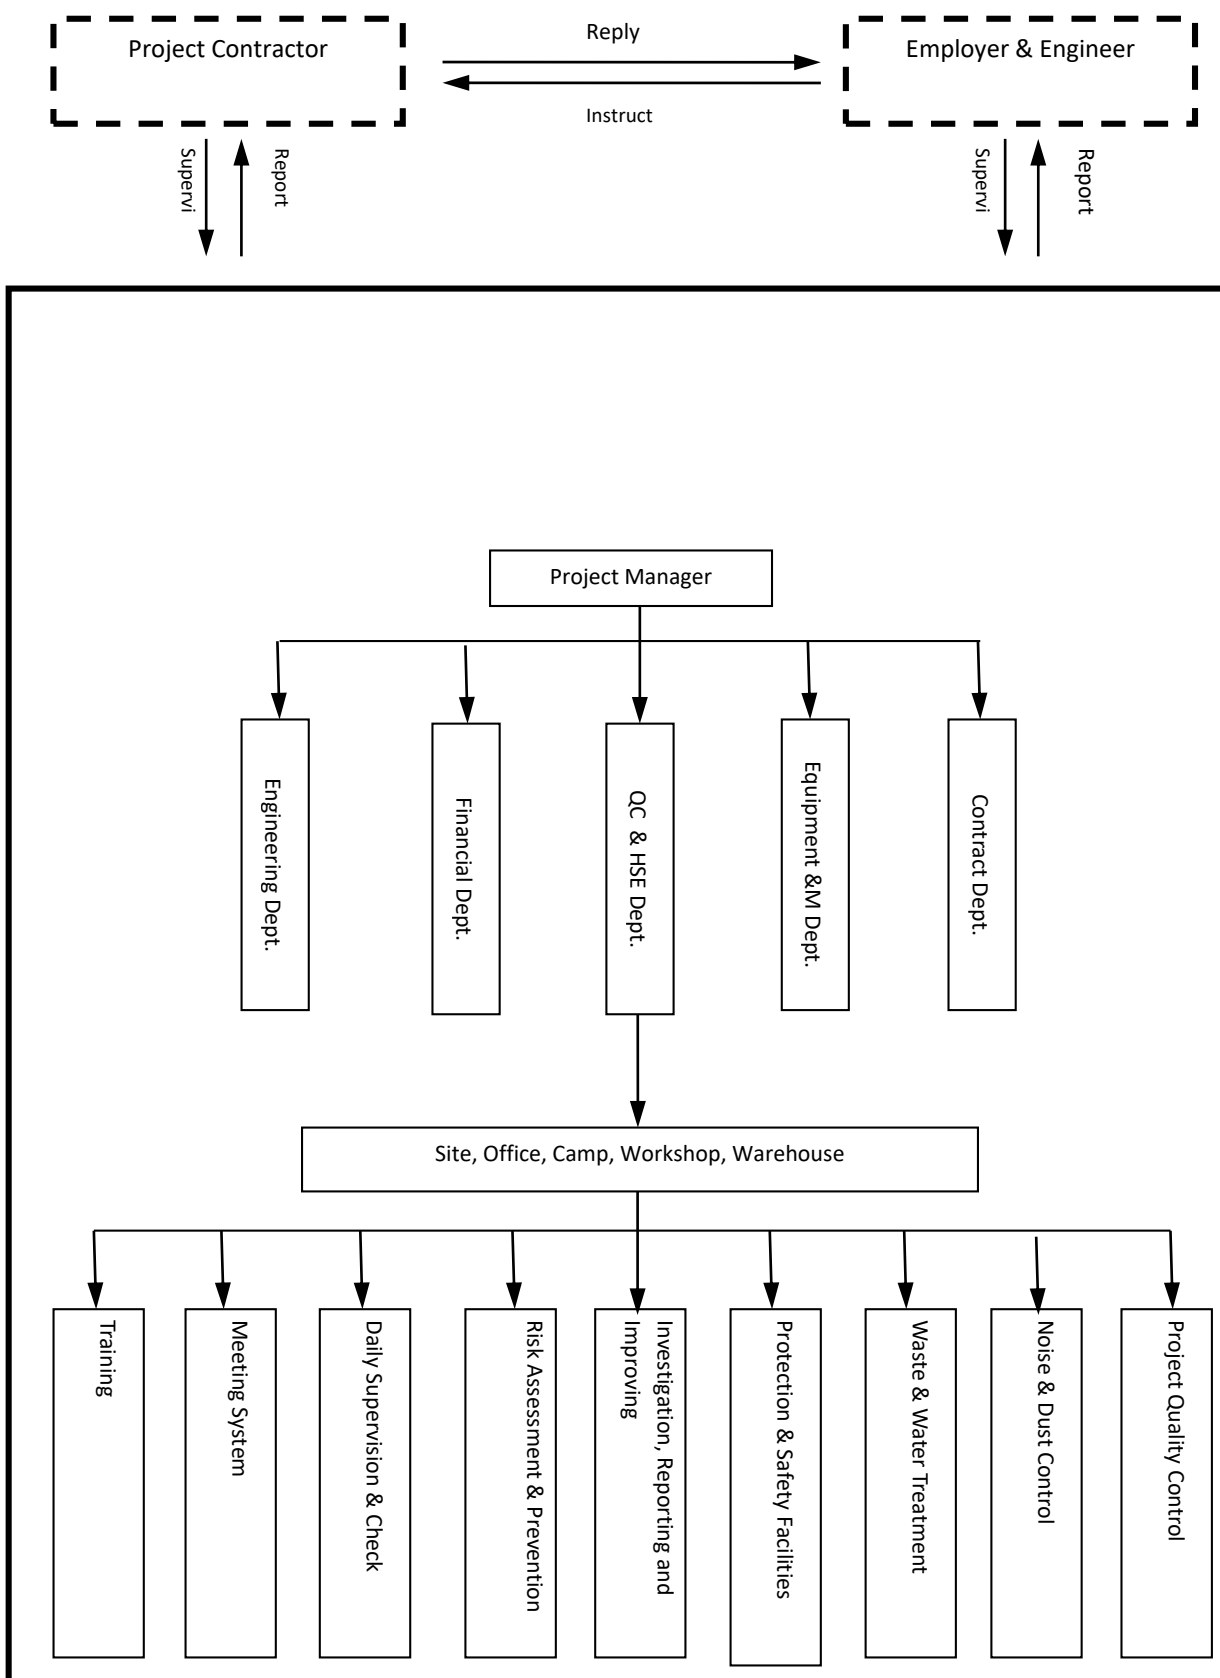 Project Contractor
Reply
Employer & Engineer
Instruct
Supervi
Report
Supervi
Report
Project Manager
Engineering Dept.
Financial Dept.
QC & HSE Dept.
Equipment &M Dept.
Contract Dept.
Site, Office, Camp, Workshop, Warehouse
Training
Meeting System
Daily Supervision & Check
Risk Assessment & Prevention
Investigation, Reporting and
Improving
Protection & Safety Facilities
Waste & Water Treatment
Noise & Dust Control
Project Quality Control